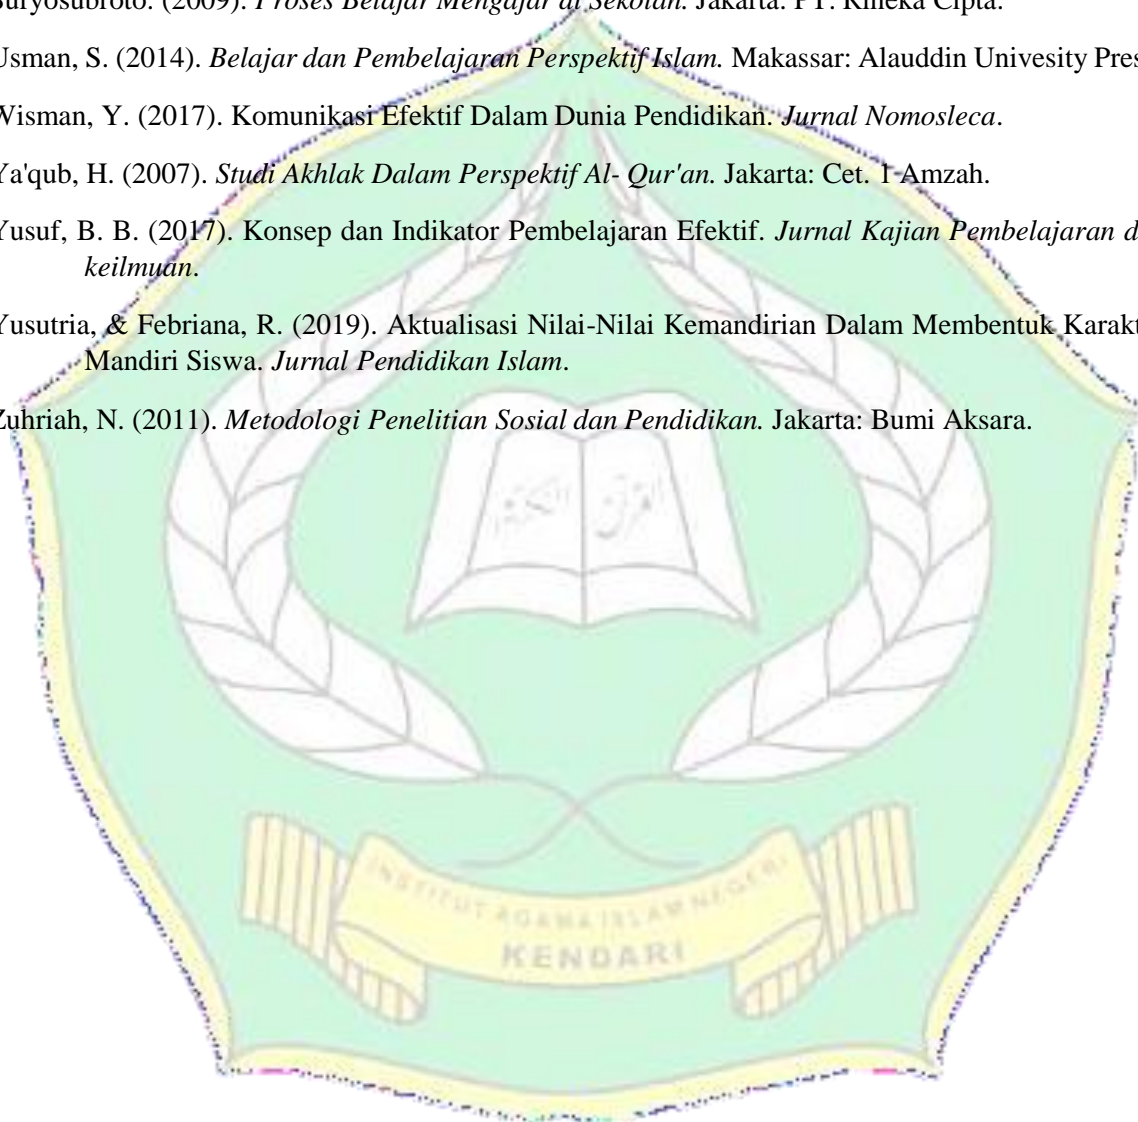 Suryosubroto. (2009). Proses Belajar Mengajar di Sekolah. Jakarta: PT. Rineka Cipta.
Usman, S. (2014). Belajar dan Pembelajaran Perspektif Islam. Makassar: Alauddin Univesity Pres
Wisman, Y. (2017). Komunikasi Efektif Dalam Dunia Pendidikan. Jurnal Nomosleca.
Ya'qub, H. (2007). Studi Akhlak Dalam Perspektif Al- Qur'an. Jakarta: Cet. 1 Amzah.
Yusuf, B. B. (2017). Konsep dan Indikator Pembelajaran Efektif. Jurnal Kajian Pembelajaran d
keilmuan.
Yusutria, & Febriana, R. (2019). Aktualisasi Nilai-Nilai Kemandirian Dalam Membentuk Karakt
Mandiri Siswa. Jurnal Pendidikan Islam.
Zuhriah, N. (2011). Metodologi Penelitian Sosial dan Pendidikan. Jakarta: Bumi Aksara.
INSTITUT AGAMA ISLAM NEGERI
KENDARI